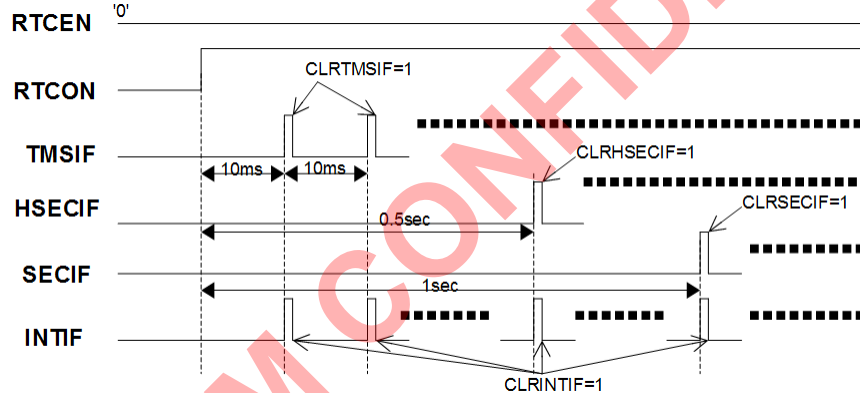 '0'
RTCEN
RTCON
CLRTMSIF=1
TMSIF
10ms 10ms
CLRHSECIF=1
HSECIF
0.5sec
CLRSECIF=1
SECIF
1sec
INTIF
CLRINTIF=1
M CONFID